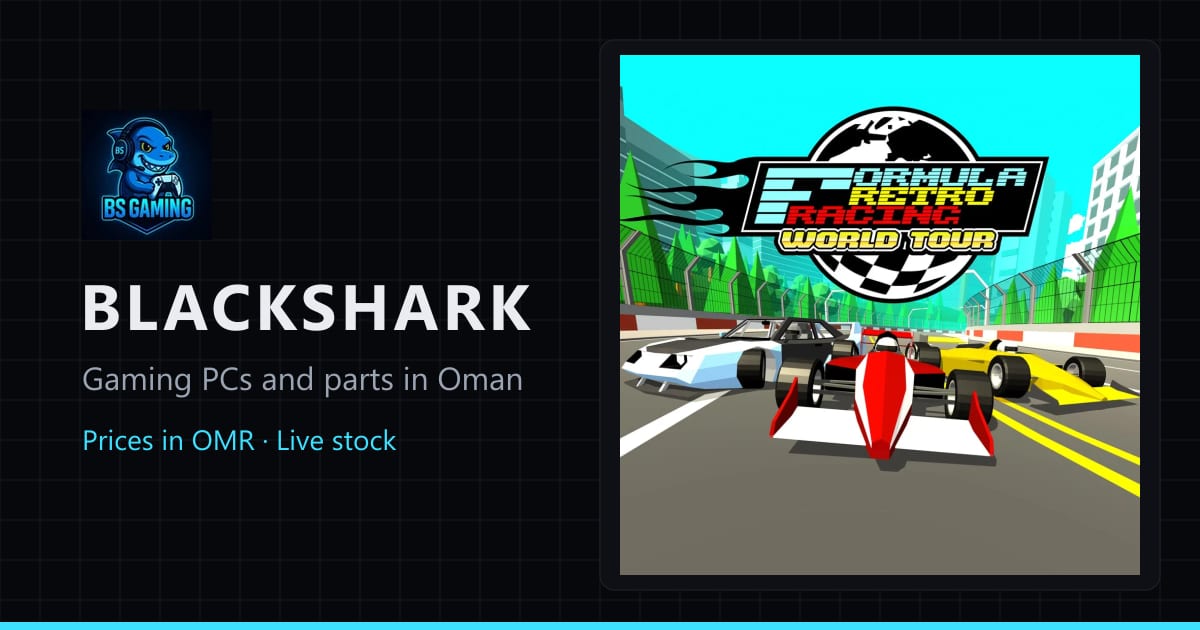 BS
BS GAMING
BLACKSHARK
Gaming PCs and parts in Oman
Prices in OMR · Live stock
FORMULA
RETRO
RACING
WORLD TOUR